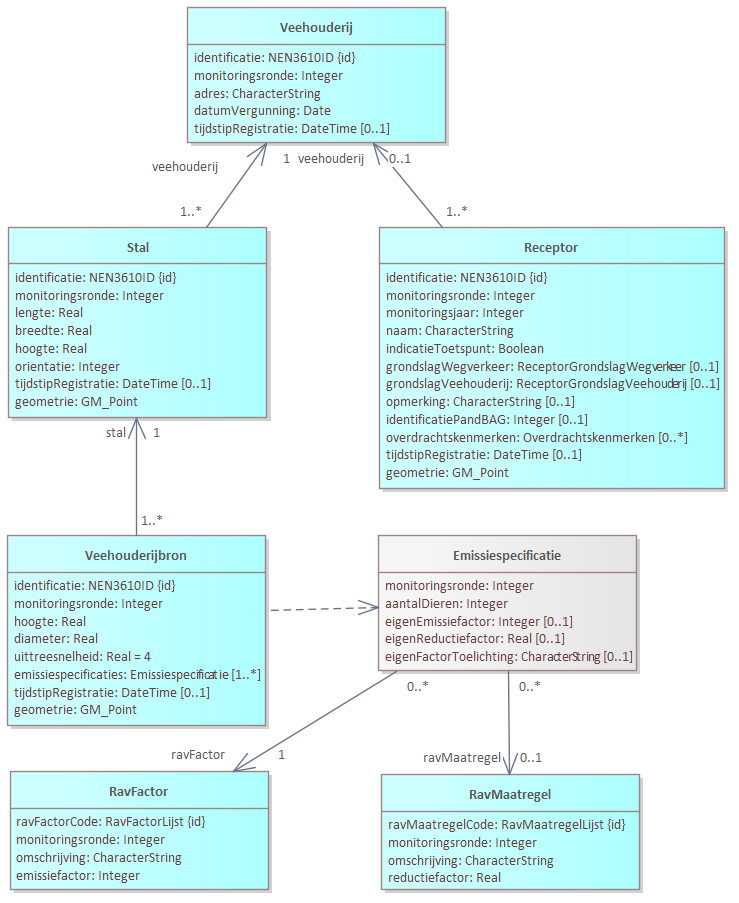 Veehouderij
identificatie: NEN3610ID {id}
monitoringsronde: Integer
adres: CharacterString
datumVergunning: Date
tijdstipRegistratie: DateTime [0..1]
veehouderij
1
veehouderij
0..1
1..*
1..*
Stal
identificatie: NEN3610ID {id}
monitoringsronde: Integer
lengte: Real
breedte: Real
hoogte: Real
orientatie: Integer
tijdstipRegistratie: DateTime [0..1]
geometrie: GM_Point
Receptor
identificatie: NEN3610ID {id}
monitoringsronde: Integer
monitoringsjaar: Integer
naam: CharacterString
indicatieToetspunt: Boolean
grondslagWegverkeer: ReceptorGrondslagWegverkeer [0..1]
grondslagVeehouderij: ReceptorGrondslagVeehouderij [0..1]
opmerking: CharacterString [0..1]
identificatiePandBAG: Integer [0..1]
overdrachtskenmerken: Overdrachtskenmerken [0..*]
tijdstipRegistratie: DateTime [0..1]
geometrie: GM_Point
stal
1
1..*
Veehouderijbron
identificatie: NEN3610ID {id}
monitoringsronde: Integer
hoogte: Real
diameter: Real
uittreesnelheid: Real = 4
emissiespecificaties: Emissiespecificatie [1..*]
tijdstipRegistratie: DateTime [0..1]
geometrie: GM_Point
Emissiespecificatie
monitoringsronde: Integer
aantalDieren: Integer
eigenEmissiefactor: Integer [0..1]
eigenReductiefactor: Real [0..1]
eigenFactorToelichting: CharacterString [0..1]
0..*
0..*
ravFactor
1
ravMaatregel
0..1
RavFactor
ravFactorCode: RavFactorLijst {id}
monitoringsronde: Integer
omschrijving: CharacterString
emissiefactor: Integer
RavMaatregel
ravMaatregelCode: RavMaatregelLijst {id}
monitoringsronde: Integer
omschrijving: CharacterString
reductiefactor: Real